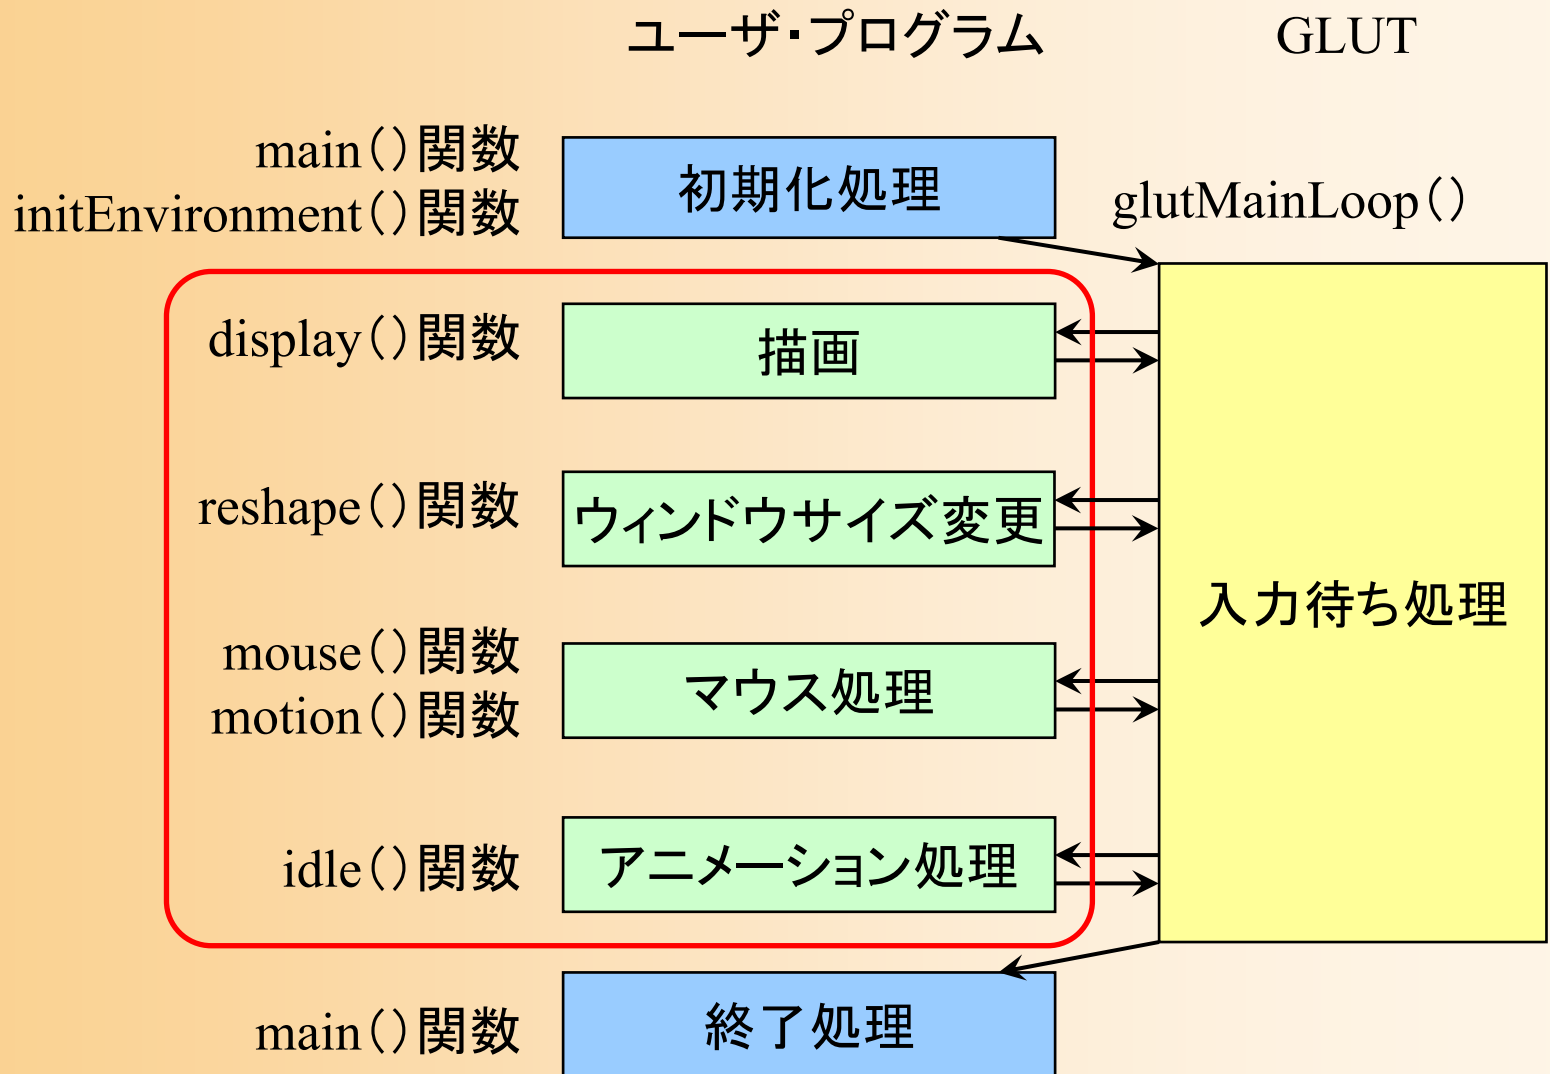 ユーザ・プログラム
GLUT
main()関数
initEnvironment()関数
初期化処理
glutMainLoop()
display()関数
描画
reshape()関数
ウィンドウサイズ変更
入力待ち処理
mouse()関数
motion()関数
マウス処理
idle()関数
アニメーション処理
main()関数
終了処理